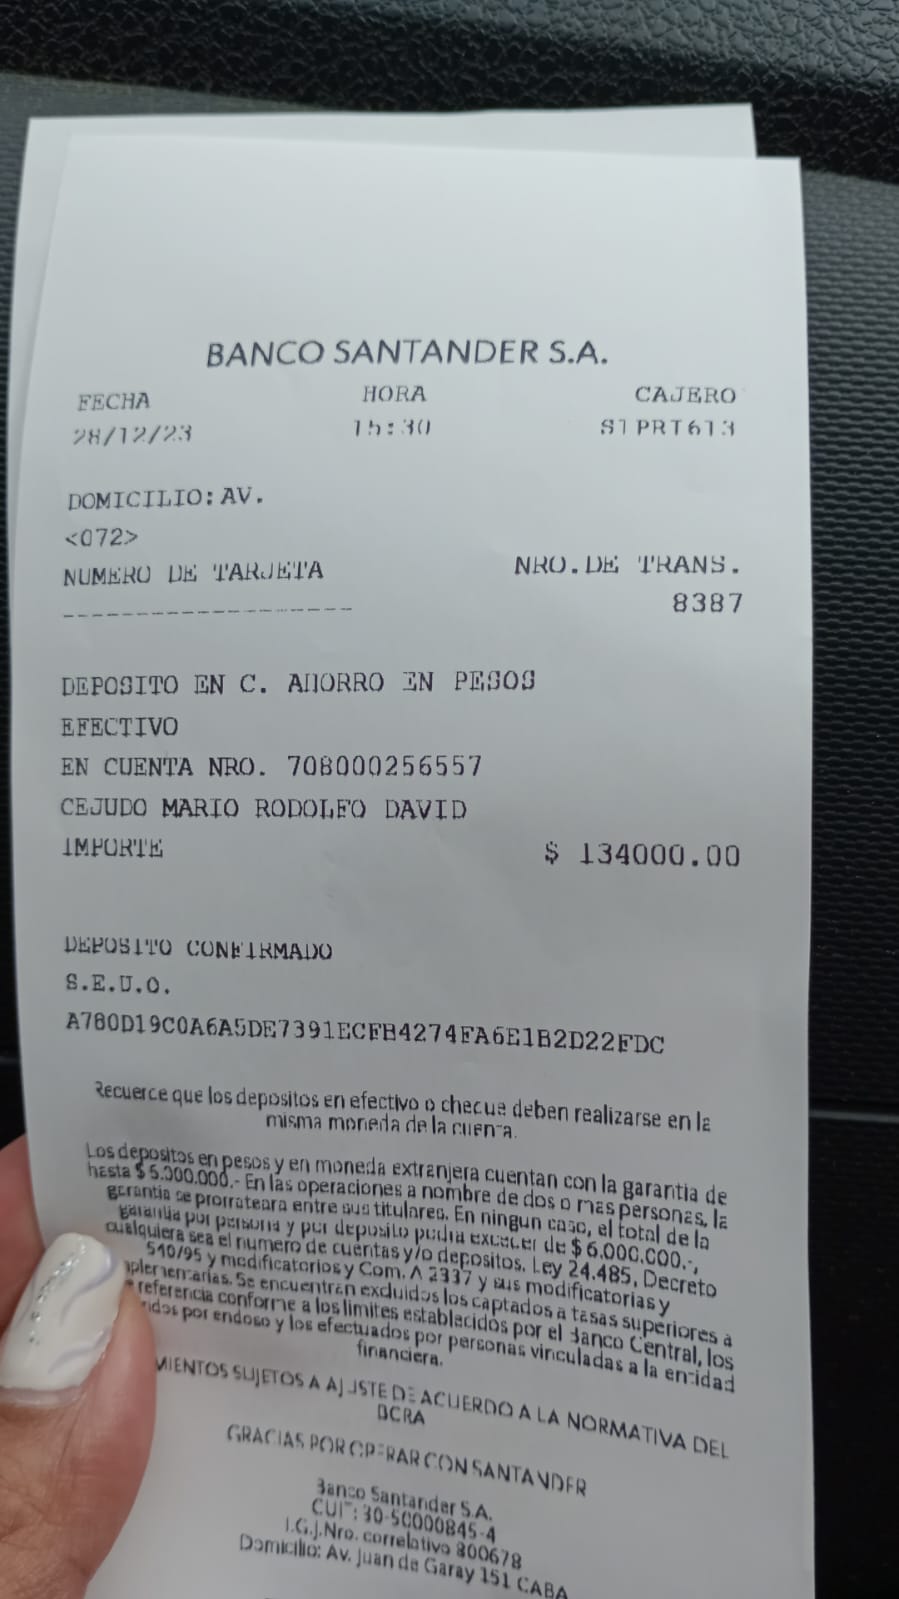 BANCO SANTANDER S.A.
FECHA HORA CAJERO
28/12/23 15:30 S1PRT613
DOMICILIO: AV.
<072>
NUMERO DE TARJETA NRO. DE TRANS.
------------------- 8387
DEPOSITO EN C. AHORRO EN PESOS
EFECTIVO
EN CUENTA NRO. 708000256557
CEJUDO MARIO RODOLFO DAVID
IMPORTE $ 134000.00
DEPOSITO CONFIRMADO
S.E.U.O.
A780D19C0A6A5DE7391ECFB4274FA6E1B2D22FDC
Recuerce que los depositos en efectivo o cheque deben realizarse en la
misma moneda de la cuenta.
Los depositos en pesos y en moneda extranjera cuentan con la garantia de
hasta $ 6.000.000.- En las operaciones a nombre de dos o mas personas, la
garantia se prorrateara entre sus titulares. En ningun caso, el total de la
garantia por persona y por deposito podra exceder de $ 6.000.000.-,
cualquiera sea el numero de cuentas y/o depositos. Ley 24.485, Decreto
540/95 y modificatorios y Com. A 2337 y sus modificatorias y
plementarias. Se encuentran excluidos los captados a tasas superiores a
referencia conforme a los limites establecidos por el Banco Central, los
idos por endoso y los efectuados por personas vinculadas a la entidad
financiera.
MIENTOS SUJETOS A AJUSTE DE ACUERDO A LA NORMATIVA DEL
BCRA
GRACIAS POR OPERAR CON SANTANDER
Banco Santander S.A.
CUIT: 30-50000845-4
I.G.J.Nro. correlativo 800678
Domicilio: Av. Juan de Garay 151 CABA